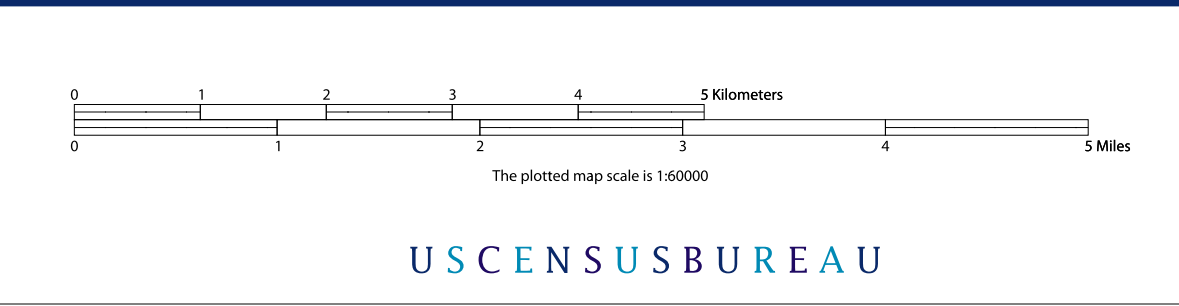 0 1 2 3 4 5 Kilometers
0 1 2 3 4 5 Miles
The plotted map scale is 1:60000
USCENSUSBUREAU